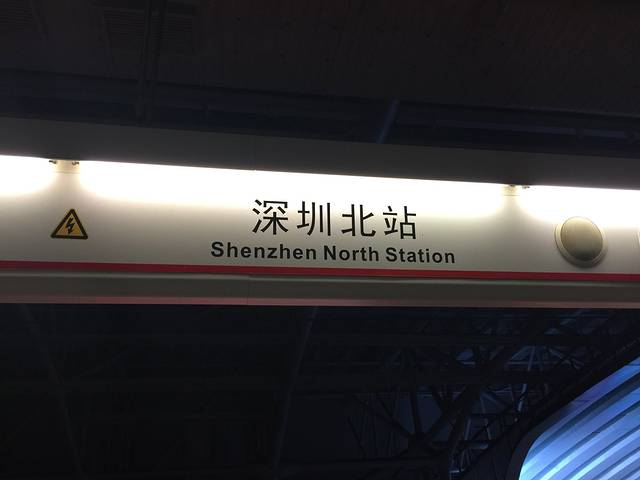 深圳北站
Shenzhen North Station